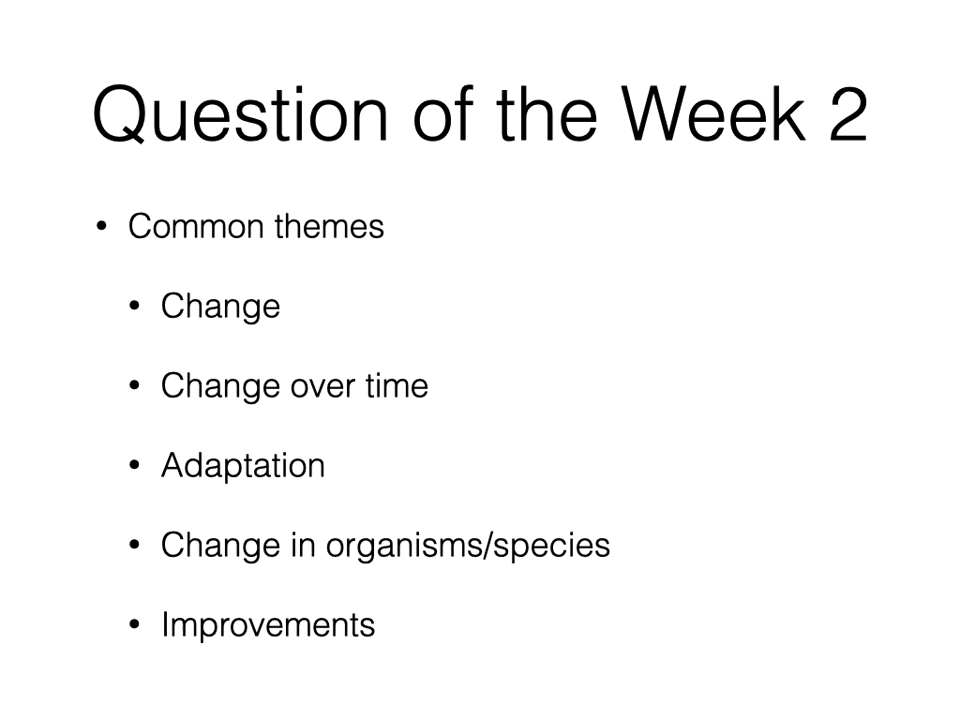 Question of the Week 2
• Common themes
• Change
• Change over time
• Adaptation
• Change in organisms/species
• Improvements